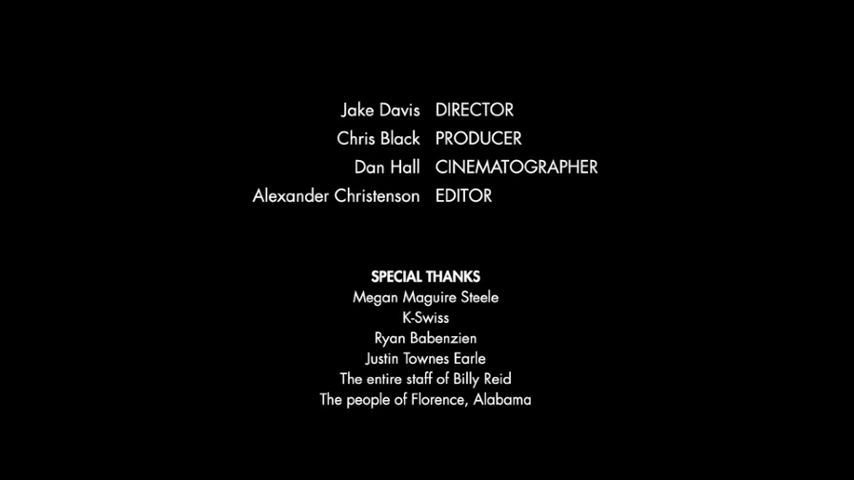 Jake Davis DIRECTOR
Chris Black PRODUCER
Dan Hall CINEMATOGRAPHER
Alexander Christenson EDITOR
SPECIAL THANKS
Megan Maguire Steele
K-Swiss
Ryan Babenzien
Justin Townes Earle
The entire staff of Billy Reid
The people of Florence, Alabama